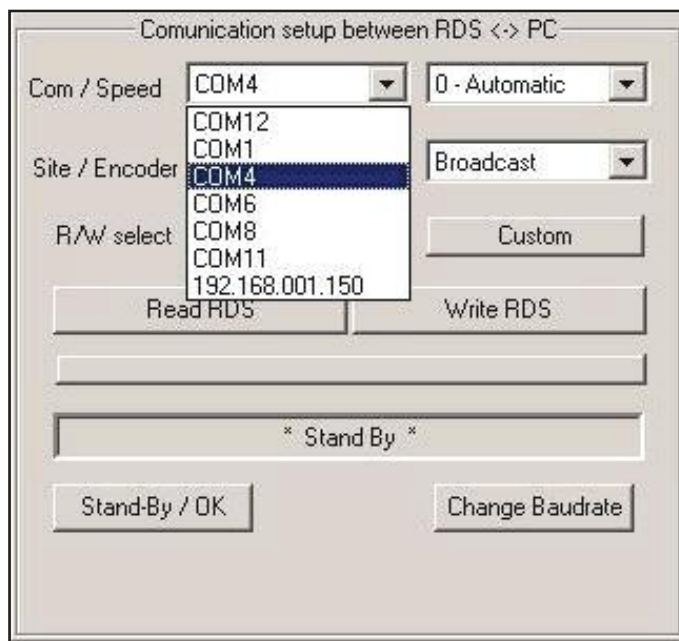 Comunication setup between RDS <-> PC
Com / Speed COM4 0 - Automatic
COM12
COM1
Site / Encoder COM4 Broadcast
COM6
R/W select COM8 Custom
COM11
192.168.001.150
Read RDS Write RDS
* Stand By *
Stand-By / OK Change Baudrate